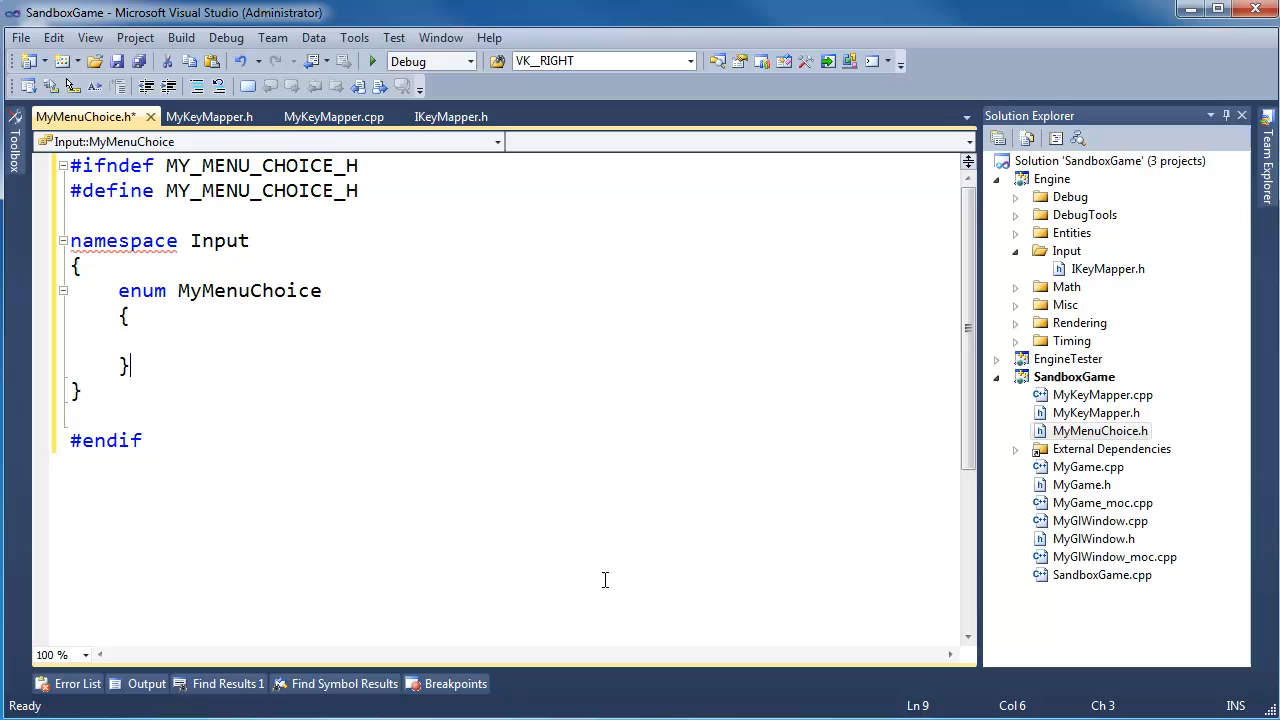 SandboxGame - Microsoft Visual Studio (Administrator)
File Edit View Project Build Debug Team Data Tools Test Window Help
Debug VK_RIGHT
MyMenuChoice.h* MyKeyMapper.h MyKeyMapper.cpp IKeyMapper.h
Input::MyMenuChoice
#ifndef MY_MENU_CHOICE_H
#define MY_MENU_CHOICE_H
namespace Input
{
enum MyMenuChoice
{
}
}
#endif
100 %
Toolbox
Solution Explorer
Solution 'SandboxGame' (3 projects)
Engine
Debug
DebugTools
Entities
Input
IKeyMapper.h
Math
Misc
Rendering
Timing
EngineTester
SandboxGame
MyKeyMapper.cpp
MyKeyMapper.h
MyMenuChoice.h
External Dependencies
MyGame.cpp
MyGame.h
MyGame_moc.cpp
MyGlWindow.cpp
MyGlWindow.h
MyGlWindow_moc.cpp
SandboxGame.cpp
Team Explorer
Error List Output Find Results 1 Find Symbol Results Breakpoints
Ready Ln 9 Col 6 Ch 3 INS